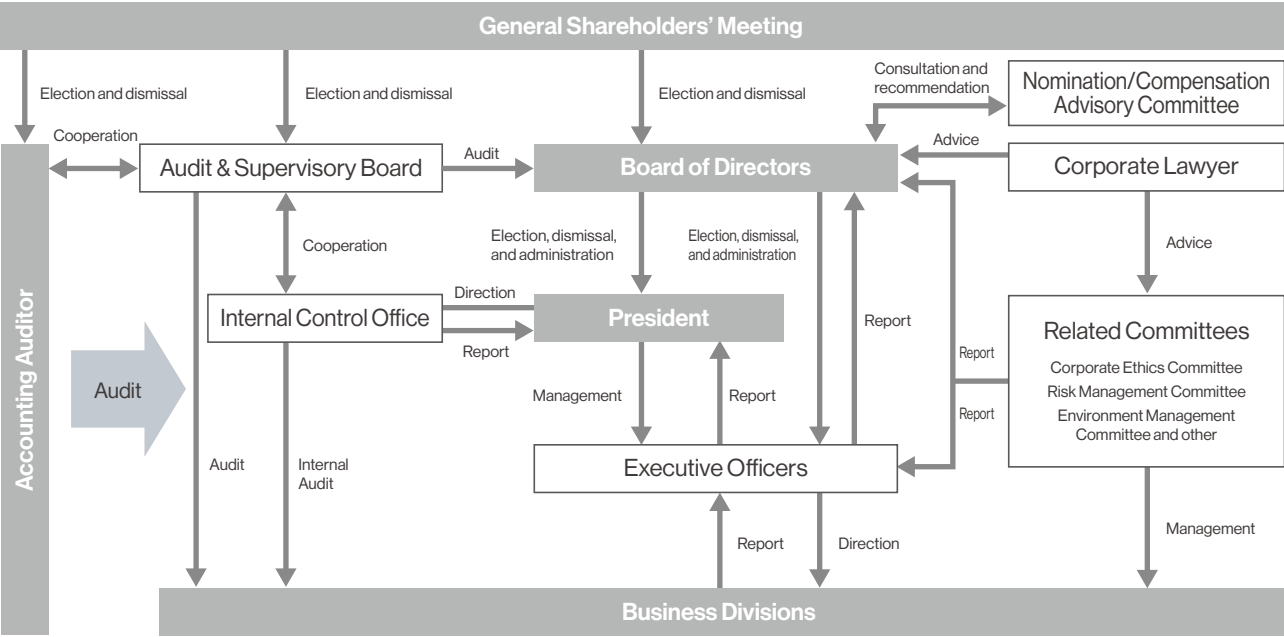 General Shareholders' Meeting
Election and dismissal
Election and dismissal
Election and dismissal
Consultation and
recommendation
Nomination/Compensation
Advisory Committee
Cooperation
Audit & Supervisory Board
Audit
Board of Directors
Advice
Corporate Lawyer
Cooperation
Election, dismissal,
and administration
Election, dismissal,
and administration
Advice
Accounting Auditor
Internal Control Office
Direction
Report
President
Report
Related Committees
Corporate Ethics Committee
Risk Management Committee
Environment Management
Committee and other
Report
Report
Audit
Management
Report
Audit
Internal
Audit
Executive Officers
Report
Direction
Management
Business Divisions